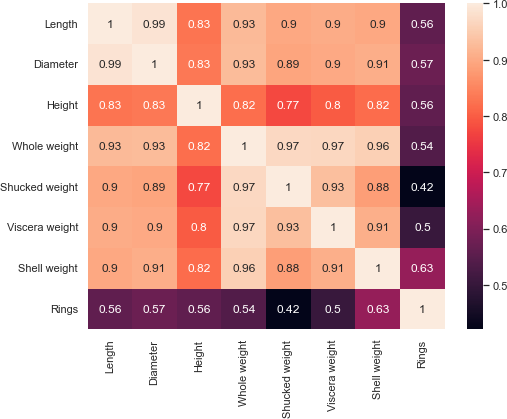 Length 1 0.99 0.83 0.93 0.9 0.9 0.9 0.56
Diameter 0.99 1 0.83 0.93 0.89 0.9 0.91 0.57
Height 0.83 0.83 1 0.82 0.77 0.8 0.82 0.56
Whole weight 0.93 0.93 0.82 1 0.97 0.97 0.96 0.54
Shucked weight 0.9 0.89 0.77 0.97 1 0.93 0.88 0.42
Viscera weight 0.9 0.9 0.8 0.97 0.93 1 0.91 0.5
Shell weight 0.9 0.91 0.82 0.96 0.88 0.91 1 0.63
Rings 0.56 0.57 0.56 0.54 0.42 0.5 0.63 1
Length
Diameter
Height
Whole weight
Shucked weight
Viscera weight
Shell weight
Rings
1.0
0.9
0.8
0.7
0.6
0.5